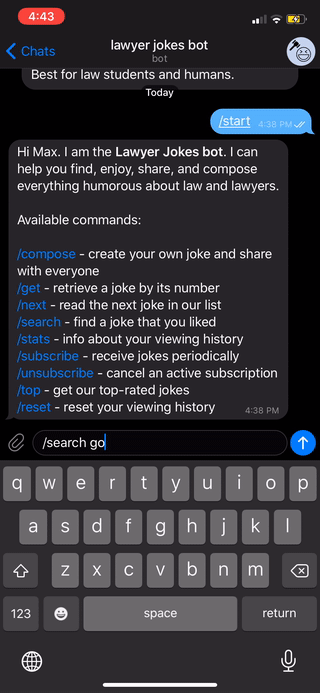 4:43
Chats
lawyer jokes bot
bot
Best for law students and humans.
Today
/start 4:38 PM
Hi Max. I am the Lawyer Jokes bot. I can
help you find, enjoy, share, and compose
everything humorous about law and lawyers.
Available commands:
/compose - create your own joke and share
with everyone
/get - retrieve a joke by its number
/next - read the next joke in our list
/search - find a joke that you liked
/stats - info about your viewing history
/subscribe - receive jokes periodically
/unsubscribe - cancel an active subscription
/top - get our top-rated jokes
/reset - reset your viewing history 4:38 PM
/search go
q w e r t y u i o p
a s d f g h j k l
z x c v b n m
123 space return